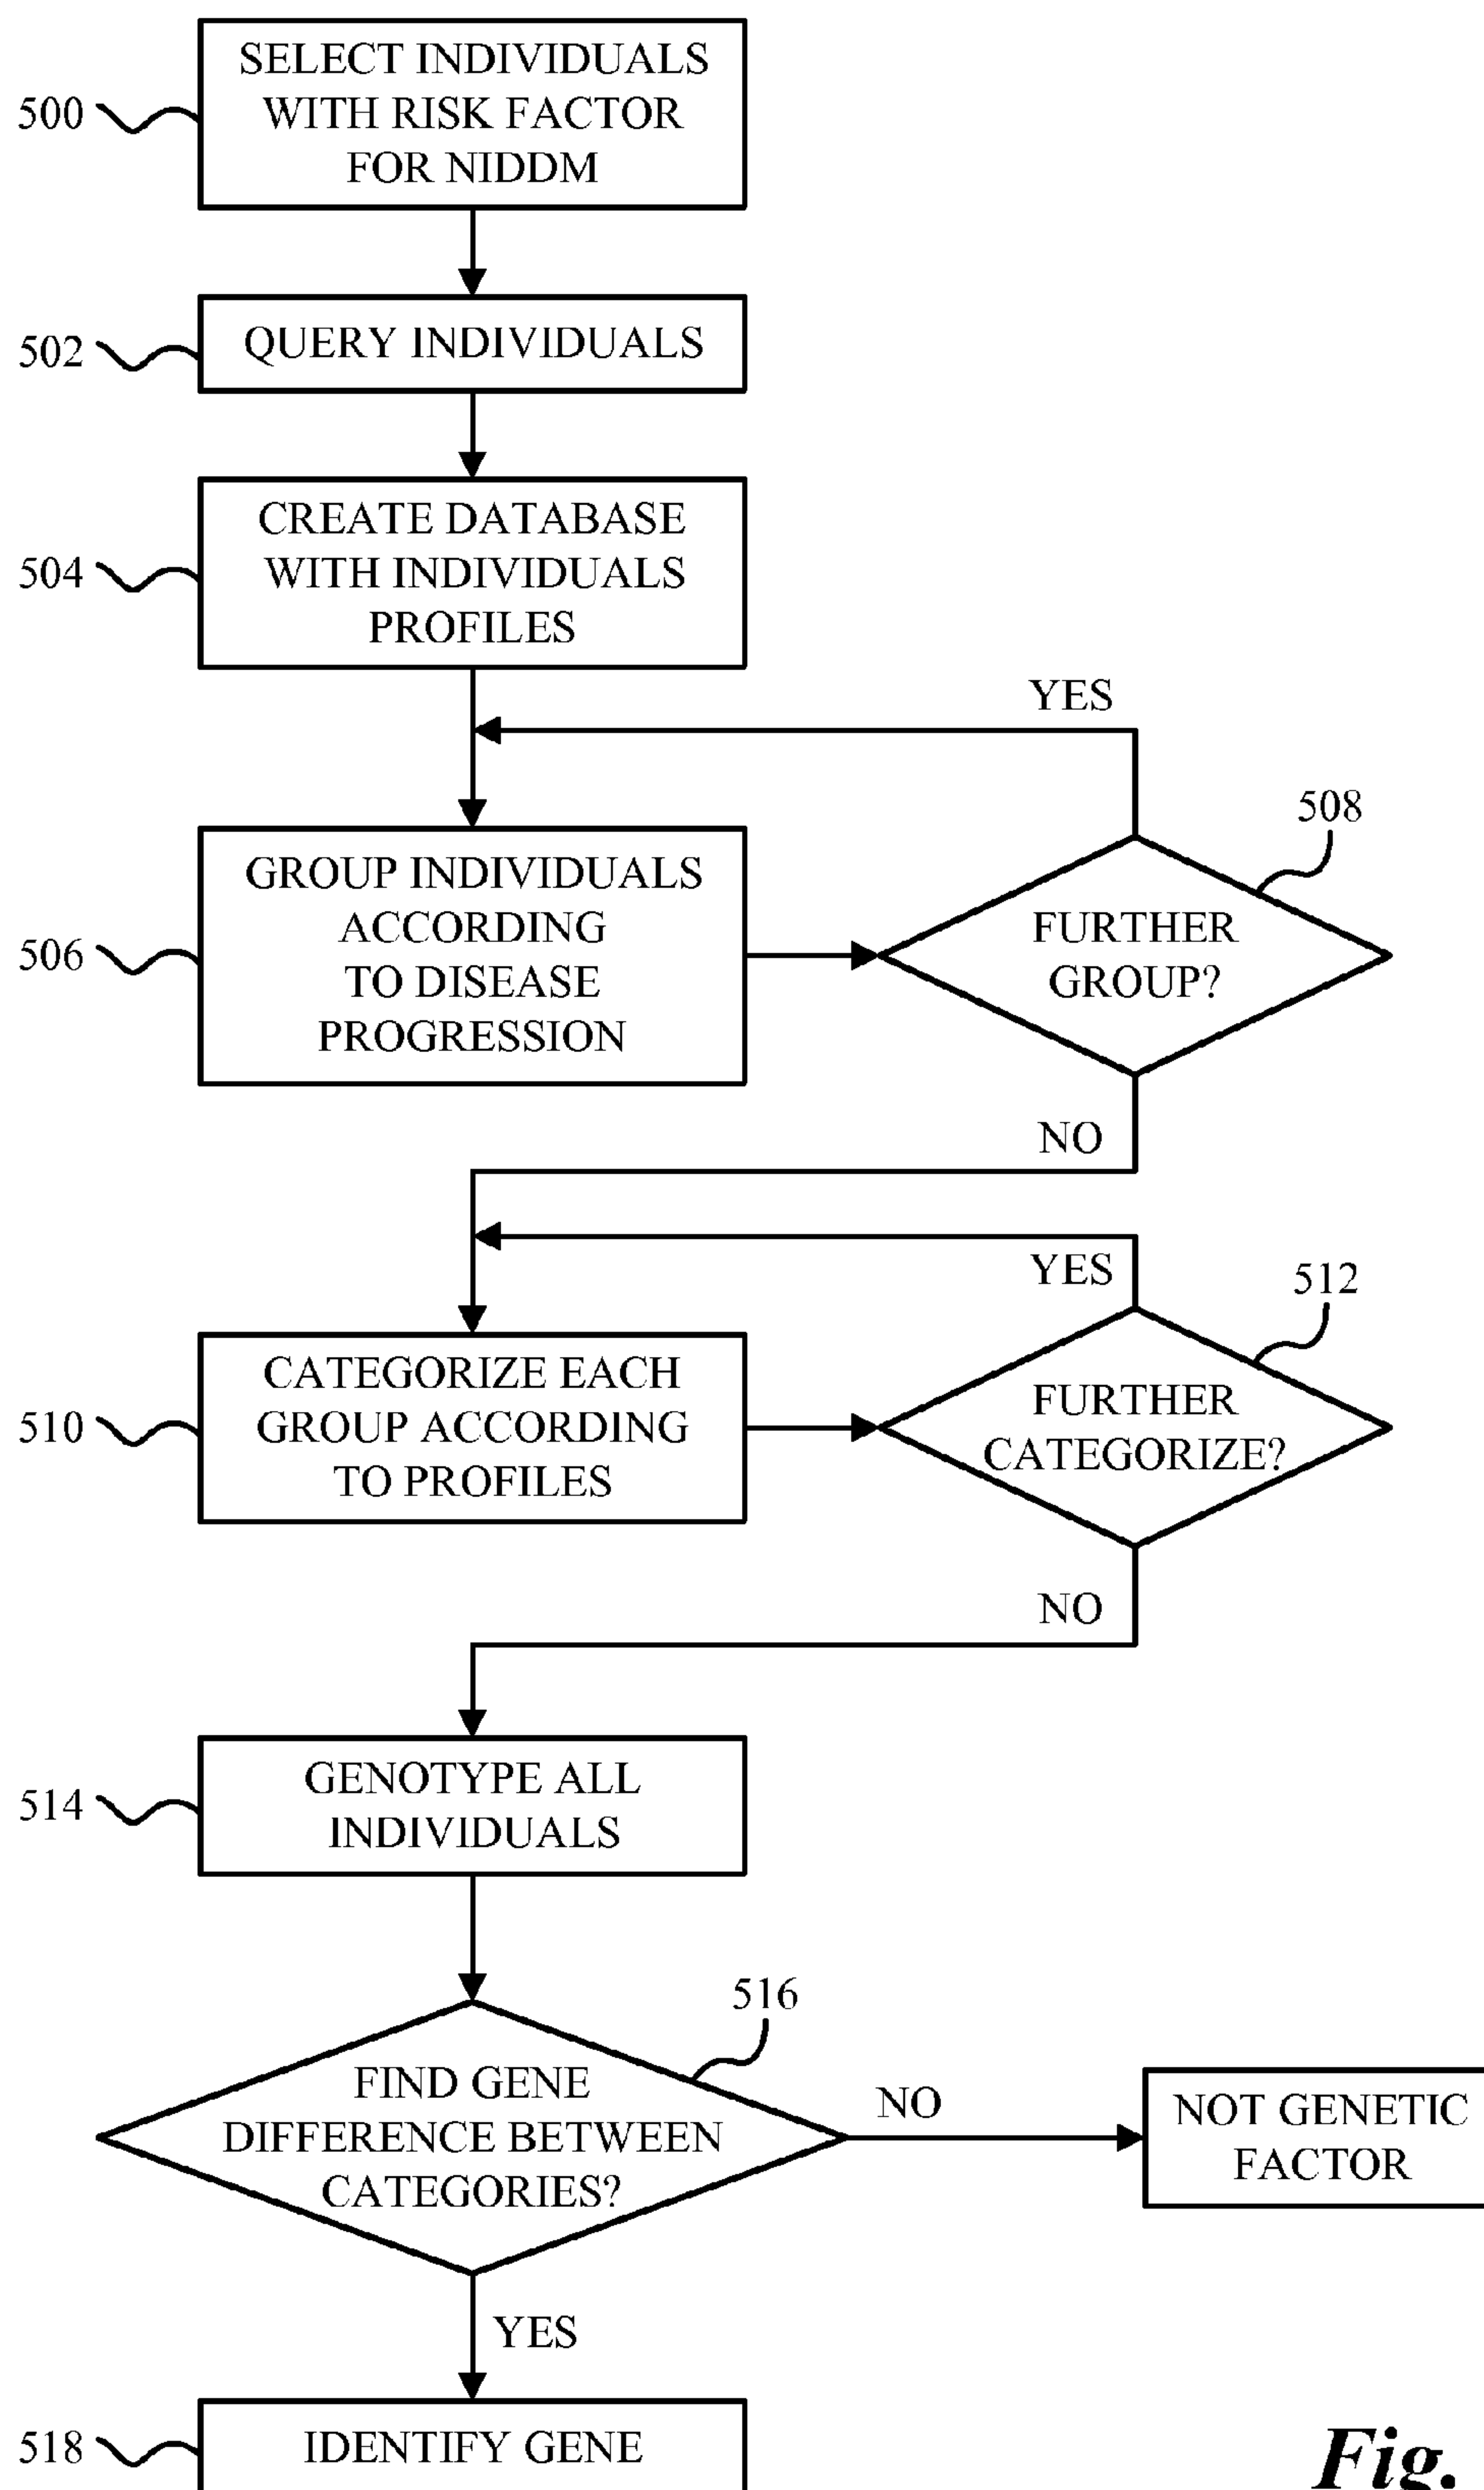 SELECT INDIVIDUALS
WITH RISK FACTOR
FOR NIDDM
500
QUERY INDIVIDUALS
502
CREATE DATABASE
WITH INDIVIDUALS
PROFILES
504
YES
508
GROUP INDIVIDUALS
ACCORDING
TO DISEASE
PROGRESSION
506
FURTHER
GROUP?
NO
YES
512
CATEGORIZE EACH
GROUP ACCORDING
TO PROFILES
510
FURTHER
CATEGORIZE?
NO
GENOTYPE ALL
INDIVIDUALS
514
516
FIND GENE
DIFFERENCE BETWEEN
CATEGORIES?
NO
NOT GENETIC
FACTOR
YES
518
IDENTIFY GENE
Fig.